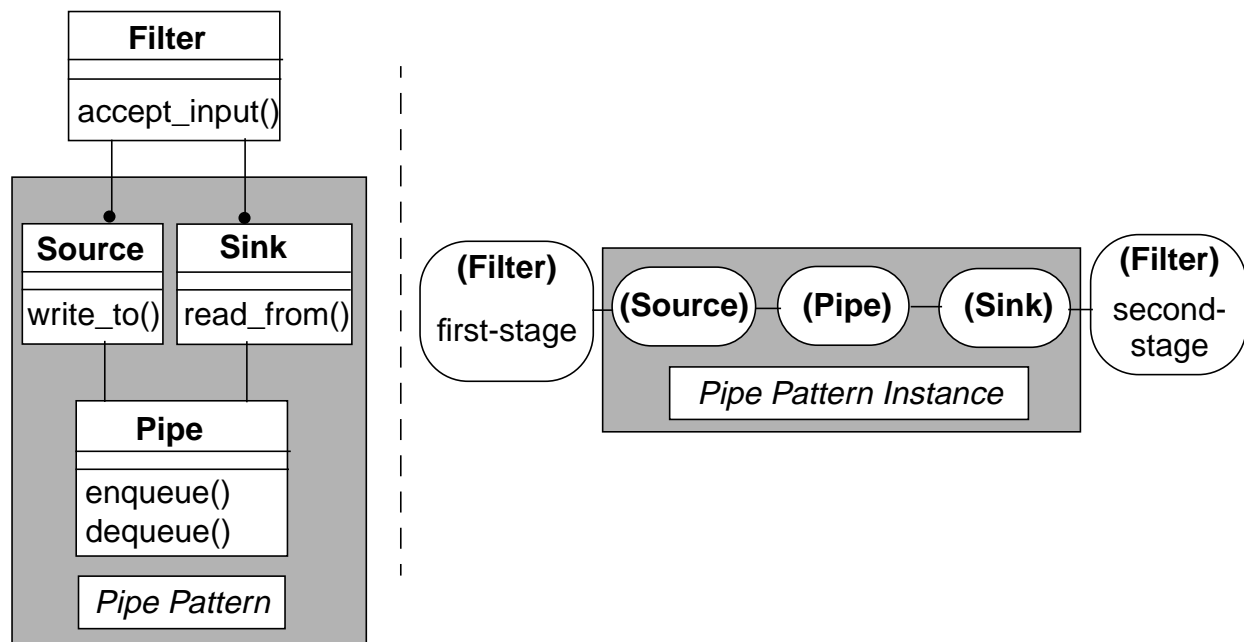 Filter
accept_input()
Source
write_to()
Sink
read_from()
Pipe
enqueue()
dequeue()
Pipe Pattern
(Filter)
first-stage
(Source)
(Pipe)
(Sink)
Pipe Pattern Instance
(Filter)
second-
stage